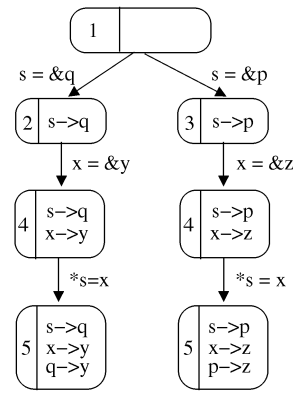 1
s = &q s = &p
2 s->q 3 s->p
x = &y x = &z
4 s->q x->y 4 s->p x->z
*s=x *s = x
5 s->q x->y q->y 5 s->p x->z p->z